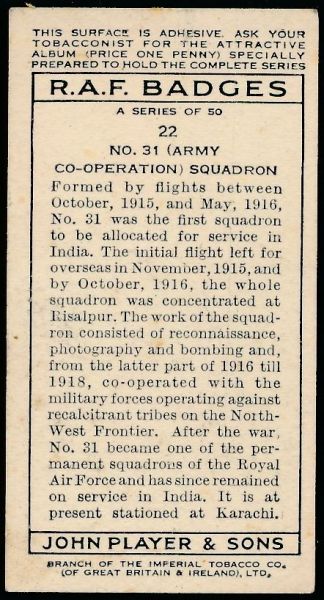 THIS SURFACE IS ADHESIVE. ASK YOUR
TOBACCONIST FOR THE ATTRACTIVE
ALBUM (PRICE ONE PENNY) SPECIALLY
PREPARED TO HOLD THE COMPLETE SERIES
R.A.F. BADGES
A SERIES OF 50
22
NO. 31 (ARMY
CO-OPERATION) SQUADRON
Formed by flights between
October, 1915, and May, 1916,
No. 31 was the first squadron
to be allocated for service in
India. The initial flight left for
overseas in November, 1915, and
by October, 1916, the whole
squadron was concentrated at
Risalpur. The work of the squad-
ron consisted of reconnaissance,
photography and bombing and,
from the latter part of 1916 till
1918, co-operated with the
military forces operating against
recalcitrant tribes on the North-
West Frontier. After the war,
No. 31 became one of the per-
manent squadrons of the Royal
Air Force and has since remained
on service in India. It is at
present stationed at Karachi.
JOHN PLAYER & SONS
BRANCH OF THE IMPERIAL TOBACCO CO.
(OF GREAT BRITAIN & IRELAND), LTD.